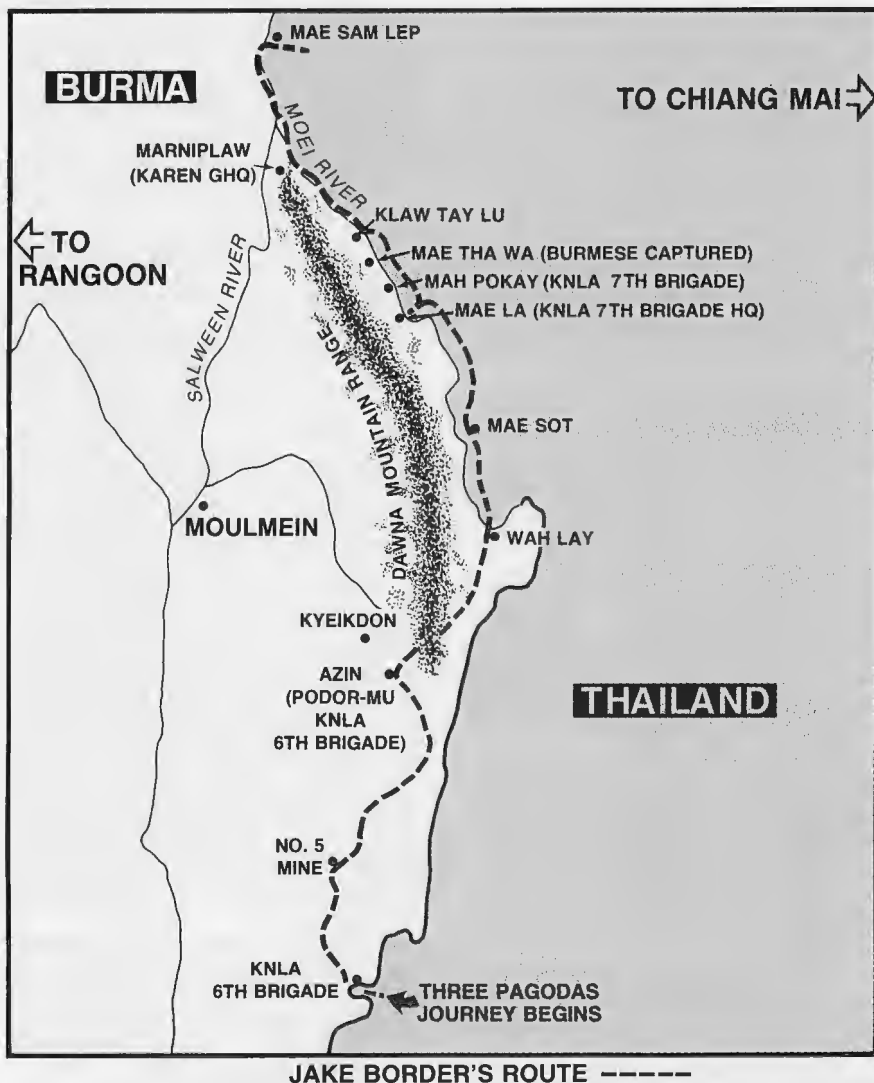 MAE SAM LEP
BURMA
TO CHIANG MAI
MOEI RIVER
MARNIPLAW
(KAREN GHQ)
KLAW TAY LU
TO
RANGOON
MAE THA WA (BURMESE CAPTURED)
MAH POKAY (KNLA 7TH BRIGADE)
MAE LA (KNLA 7TH BRIGADE HQ)
SALWEEN RIVER
DAWNA MOUNTAIN RANGE
MAE SOT
MOULMEIN
WAH LAY
KYEIKDON
AZIN
(PODOR-MU
KNLA
6TH BRIGADE)
THAILAND
NO. 5
MINE
KNLA
6TH BRIGADE
THREE PAGODAS
JOURNEY BEGINS
JAKE BORDER'S ROUTE